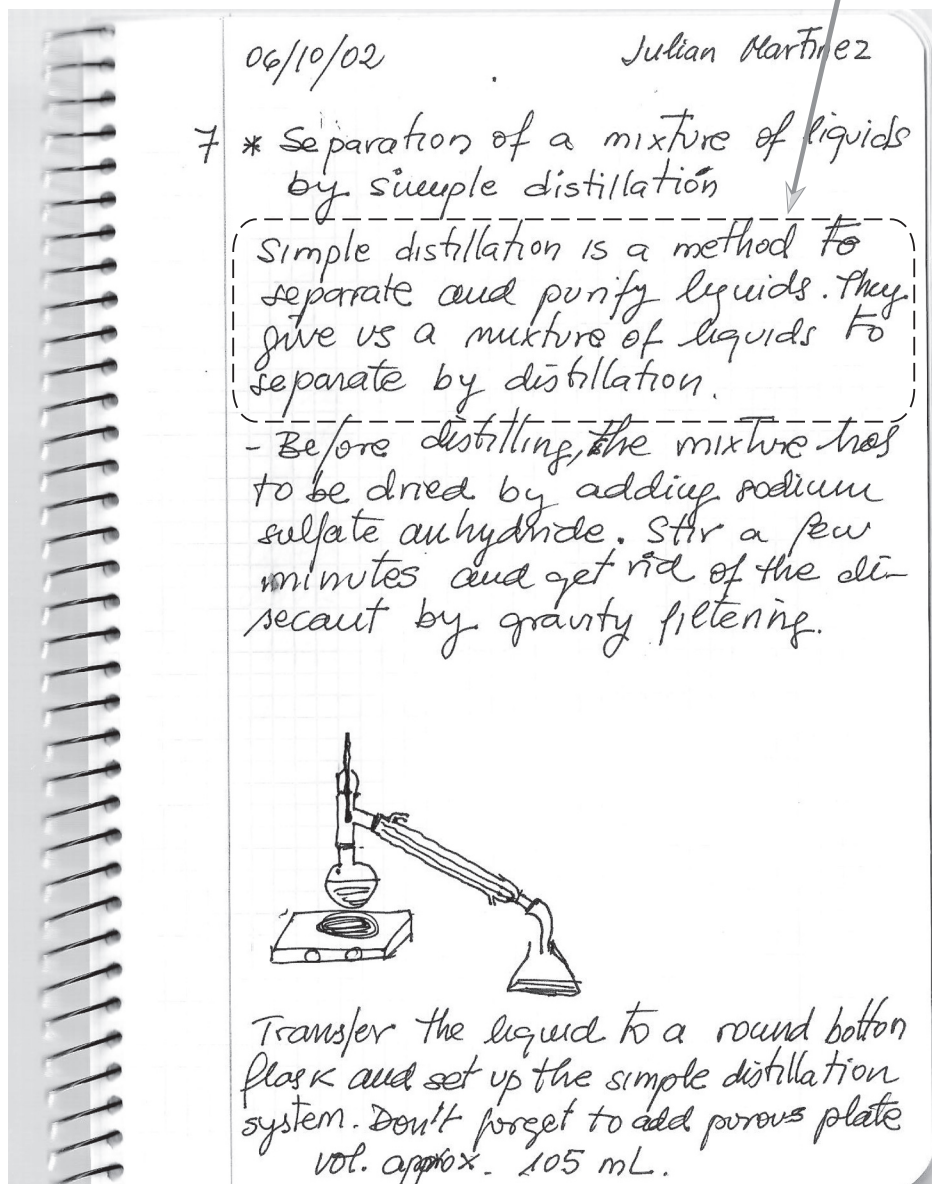 06/10/02 Julian Martinez
7 * Separation of a mixture of liquids
by simple distillation
Simple distillation is a method to
separate and purify liquids. They
give us a mixture of liquids to
separate by distillation.
- Before distilling, the mixture has
to be dried by adding sodium
sulfate anhydride. Stir a few
minutes and get rid of the di-
secant by gravity filtering.
Transfer the liquid to a round botton
flask and set up the simple distillation
system. Don't forget to add porous plate
vol. approx. 105 mL.